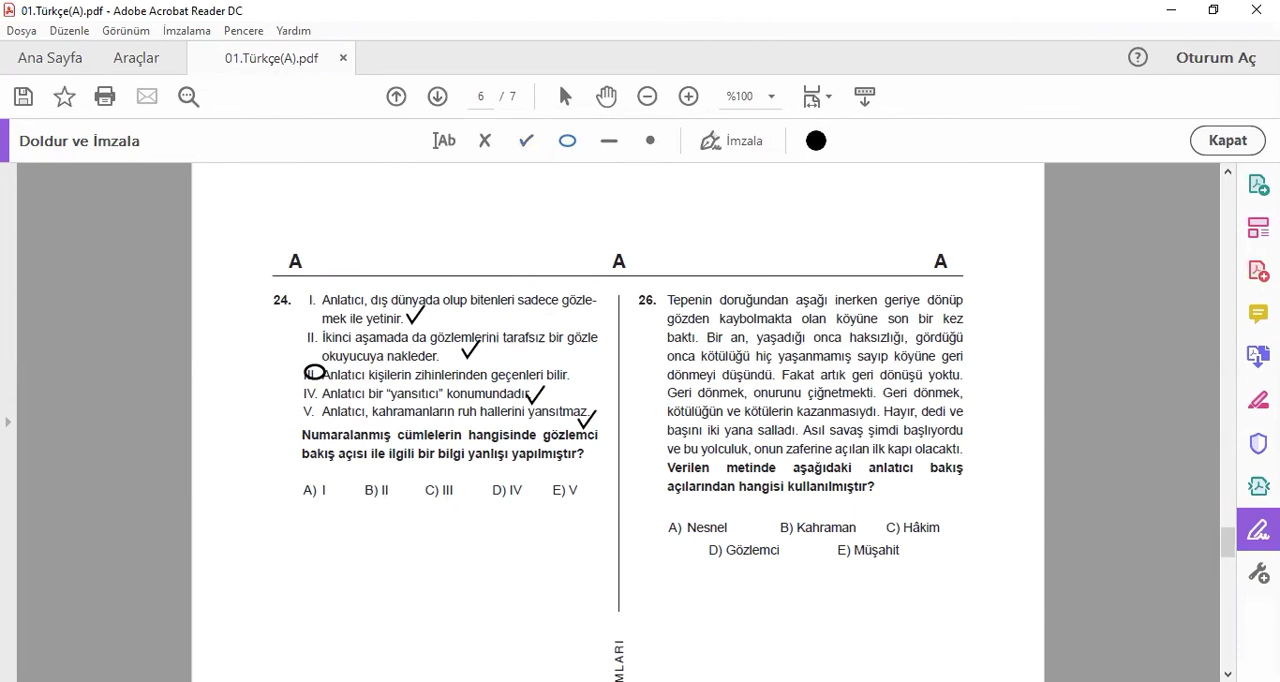 01.Türkçe(A).pdf - Adobe Acrobat Reader DC
Dosya Düzenle Görünüm İmzalama Pencere Yardım
Ana Sayfa Araçlar 01.Türkçe(A).pdf × ? Oturum Aç
6 / 7 %100
Doldur ve İmzala IAb İmzala Kapat
A A A
24. I. Anlatıcı, dış dünyada olup bitenleri sadece gözle-
mek ile yetinir.
II. İkinci aşamada da gözlemlerini tarafsız bir gözle
okuyucuya nakleder.
III. Anlatıcı kişilerin zihinlerinden geçenleri bilir.
IV. Anlatıcı bir “yansıtıcı” konumundadır.
V. Anlatıcı, kahramanların ruh hallerini yansıtmaz.
Numaralanmış cümlelerin hangisinde gözlemci
bakış açısı ile ilgili bir bilgi yanlışı yapılmıştır?
A) I B) II C) III D) IV E) V
26. Tepenin doruğundan aşağı inerken geriye dönüp
gözden kaybolmakta olan köyüne son bir kez
baktı. Bir an, yaşadığı onca haksızlığı, gördüğü
onca kötülüğü hiç yaşanmamış sayıp köyüne geri
dönmeyi düşündü. Fakat artık geri dönüşü yoktu.
Geri dönmek, onurunu çiğnetmekti. Geri dönmek,
kötülüğün ve kötülerin kazanmasıydı. Hayır, dedi ve
başını iki yana salladı. Asıl savaş şimdi başlıyordu
ve bu yolculuk, onun zaferine açılan ilk kapı olacaktı.
Verilen metinde aşağıdaki anlatıcı bakış
açılarından hangisi kullanılmıştır?
A) Nesnel B) Kahraman C) Hâkim
D) Gözlemci E) Müşahit
MLARI